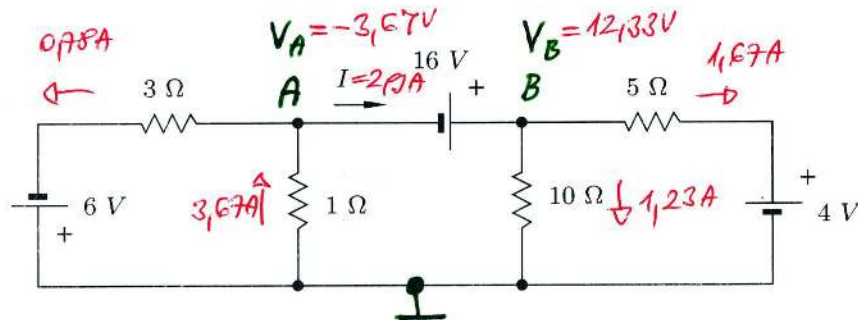 0,78A
V_A=-3,67V
V_B=12,33V
1,67A
16 V
3 Ω
A
I=2,9A
+
B
5 Ω
6 V
+
3,67A
1 Ω
10 Ω
1,23A
+
4 V